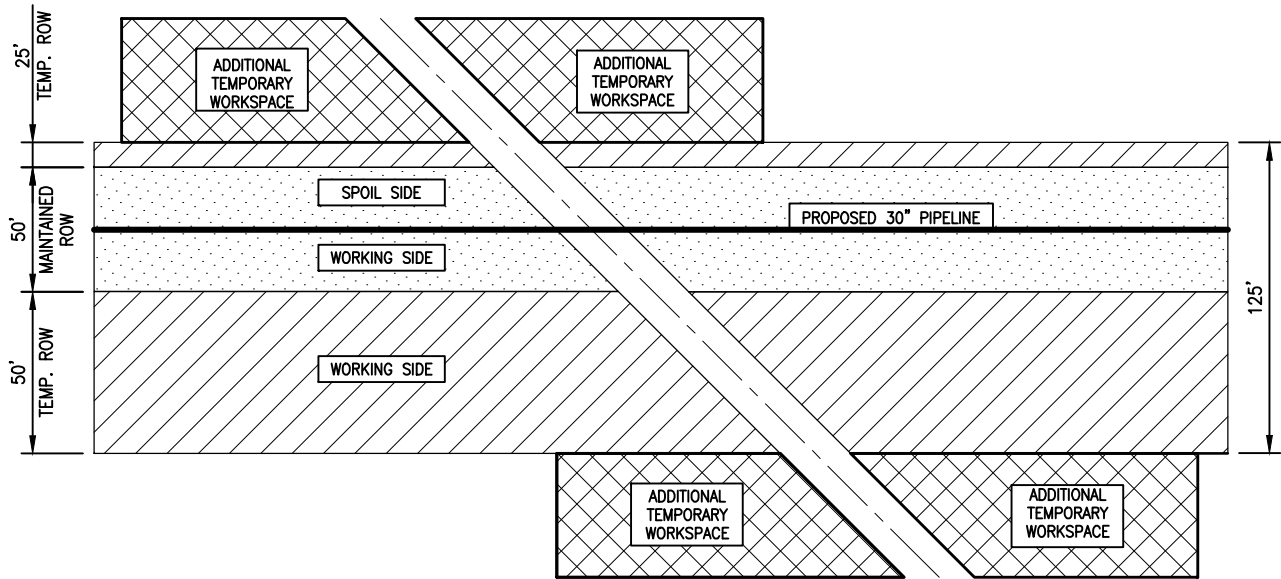 25'
TEMP. ROW
ADDITIONAL
TEMPORARY
WORKSPACE
ADDITIONAL
TEMPORARY
WORKSPACE
50'
MAINTAINED
ROW
SPOIL SIDE
PROPOSED 30" PIPELINE
WORKING SIDE
125'
50'
TEMP. ROW
WORKING SIDE
ADDITIONAL
TEMPORARY
WORKSPACE
ADDITIONAL
TEMPORARY
WORKSPACE